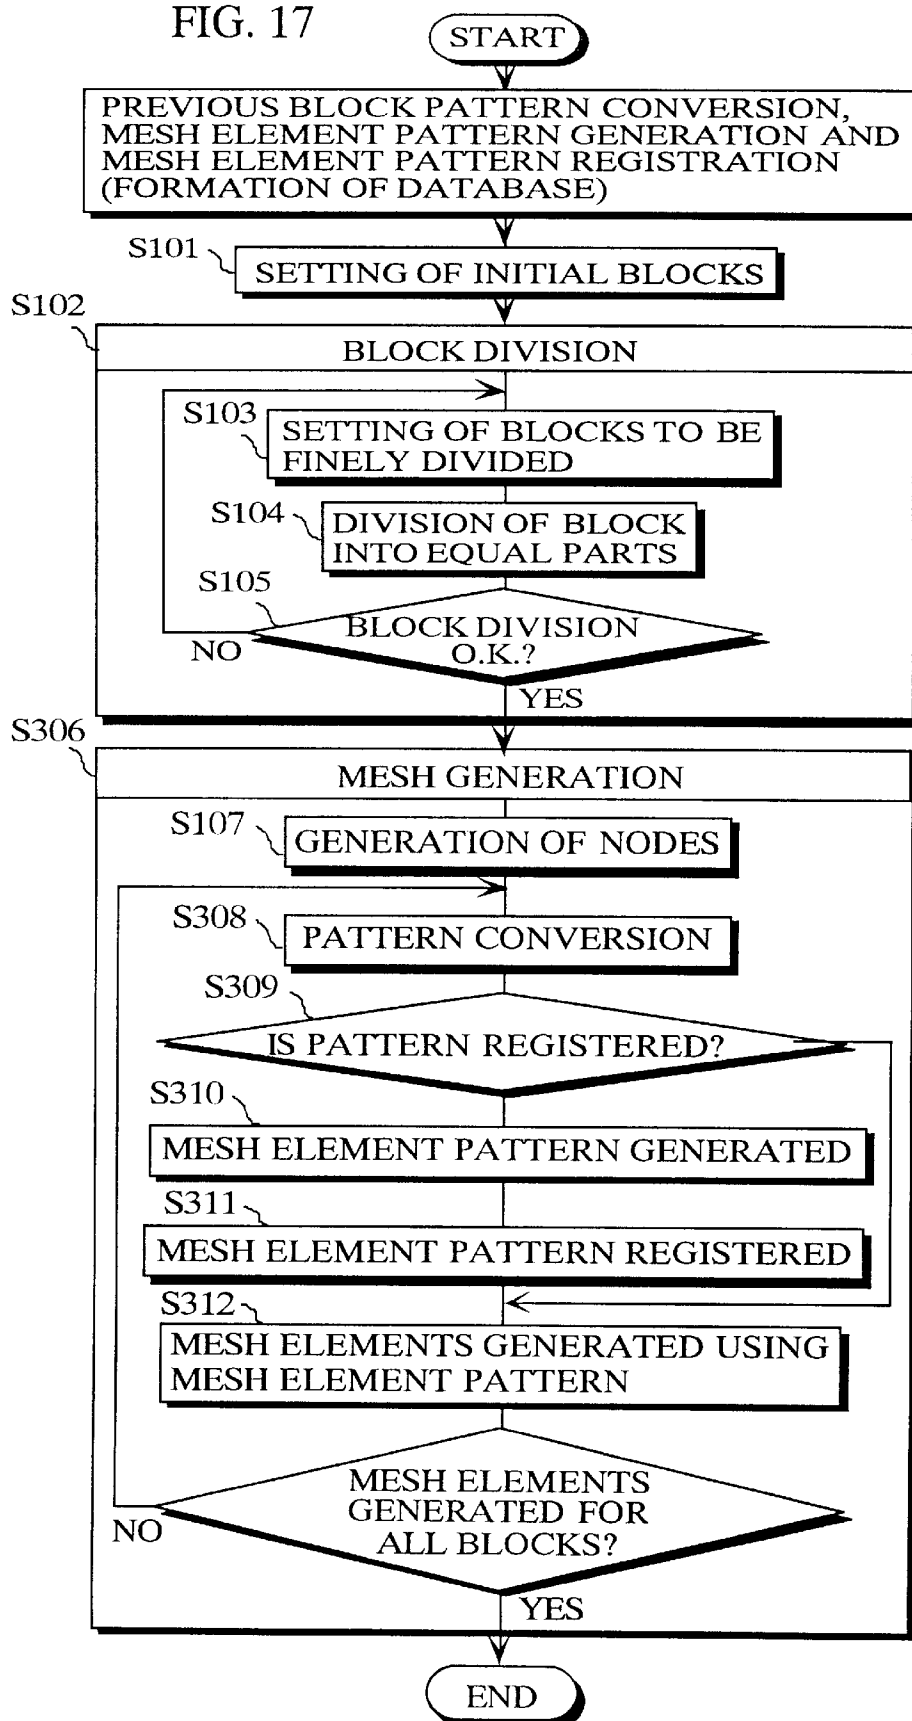 FIG. 17
START
PREVIOUS BLOCK PATTERN CONVERSION,
MESH ELEMENT PATTERN GENERATION AND
MESH ELEMENT PATTERN REGISTRATION
(FORMATION OF DATABASE)
S101
SETTING OF INITIAL BLOCKS
S102
BLOCK DIVISION
S103
SETTING OF BLOCKS TO BE
FINELY DIVIDED
S104
DIVISION OF BLOCK
INTO EQUAL PARTS
S105
BLOCK DIVISION
O.K.?
NO
YES
S306
MESH GENERATION
S107
GENERATION OF NODES
S308
PATTERN CONVERSION
S309
IS PATTERN REGISTERED?
S310
MESH ELEMENT PATTERN GENERATED
S311
MESH ELEMENT PATTERN REGISTERED
S312
MESH ELEMENTS GENERATED USING
MESH ELEMENT PATTERN
MESH ELEMENTS
GENERATED FOR
ALL BLOCKS?
NO
YES
END